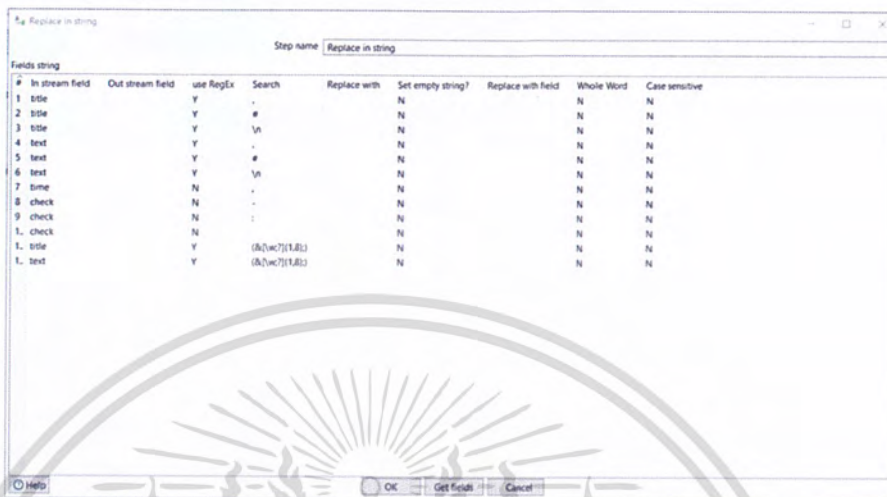 Replace in string
Step name Replace in string
Fields string
# In stream field Out stream field use RegEx Search Replace with Set empty string? Replace with field Whole Word Case sensitive
1 title Y , N N N
2 title Y # N N N
3 title Y \n N N N
4 text Y , N N N
5 text Y # N N N
6 text Y \n N N N
7 time N , N N N
8 check N - N N N
9 check N : N N N
1.. check N N N N
1.. title Y N N N
1.. text Y N N N
Help OK Get fields Cancel